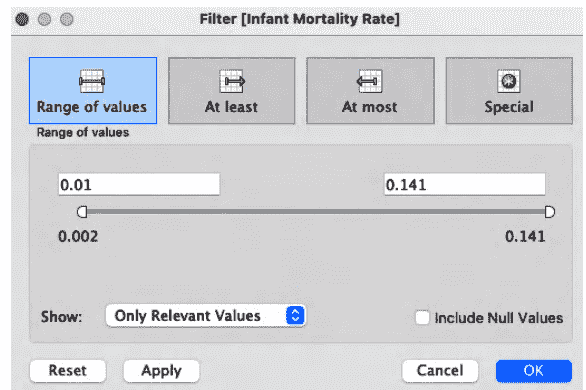 Filter [Infant Mortality Rate]
Range of values
At least
At most
Special
Range of values
0.01
0.141
0.002
0.141
Show:
Only Relevant Values
Include Null Values
Reset
Apply
Cancel
OK